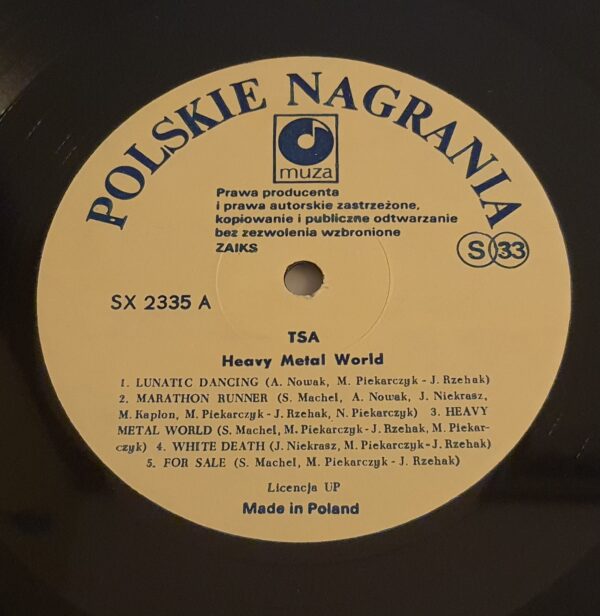 POLSKIE NAGRANIA
muza
Prawa producenta
i prawa autorskie zastrzeżone,
kopiowanie i publiczne odtwarzanie
bez zezwolenia wzbronione
ZAIKS
S 33
SX 2335 A
TSA
Heavy Metal World
1. LUNATIC DANCING (A. Nowak, M. Piekarczyk - J. Rzehak)
2. MARATHON RUNNER (S. Machel, A. Nowak, J. Niekrasz,
M. Kaplon, M. Piekarczyk - J. Rzehak, N. Piekarczyk) 3. HEAVY
METAL WORLD (S. Machel, M. Piekarczyk - J. Rzehak, M. Piekar-
czyk) 4. WHITE DEATH (J. Niekrasz, M. Piekarczyk - J. Rzehak)
5. FOR SALE (S. Machel, M. Piekarczyk - J. Rzehak)
Licencja UP
Made in Poland